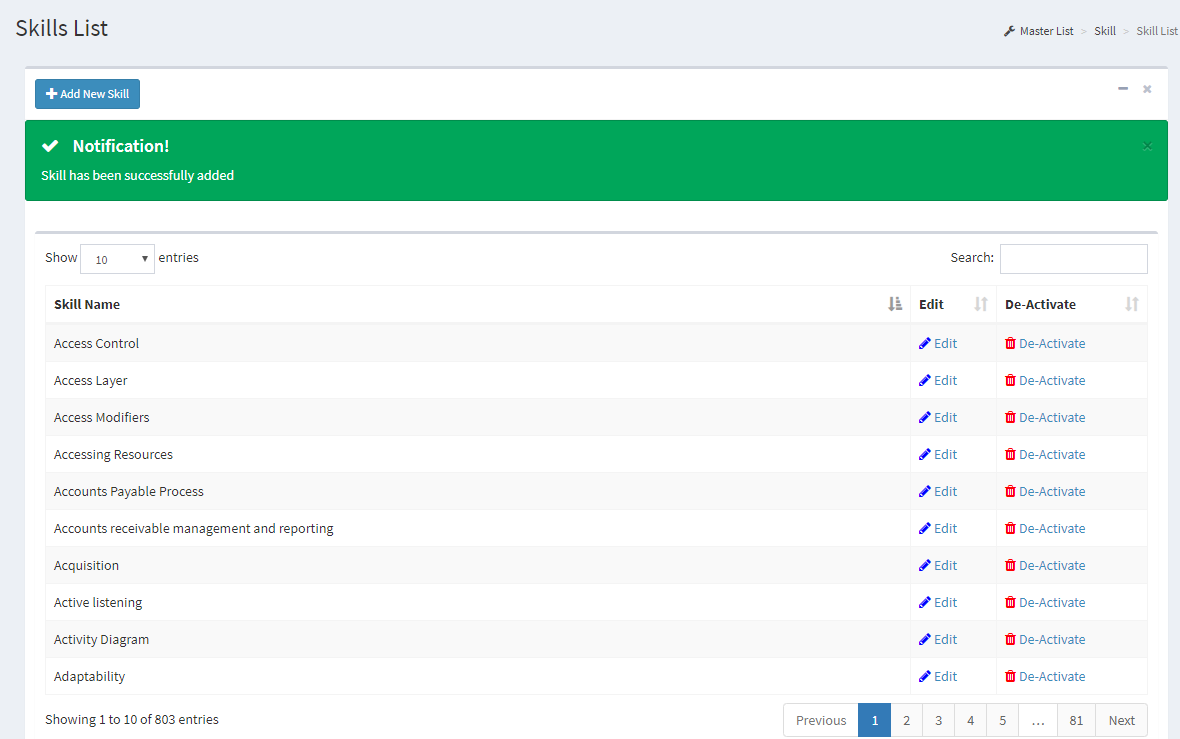 Skills List
Master List > Skill > Skill List
Add New Skill
Notification!
Skill has been successfully added
Show 10 entries Search:
Skill Name Edit De-Activate
Access Control Edit De-Activate
Access Layer Edit De-Activate
Access Modifiers Edit De-Activate
Accessing Resources Edit De-Activate
Accounts Payable Process Edit De-Activate
Accounts receivable management and reporting Edit De-Activate
Acquisition Edit De-Activate
Active listening Edit De-Activate
Activity Diagram Edit De-Activate
Adaptability Edit De-Activate
Showing 1 to 10 of 803 entries Previous 1 2 3 4 5 … 81 Next